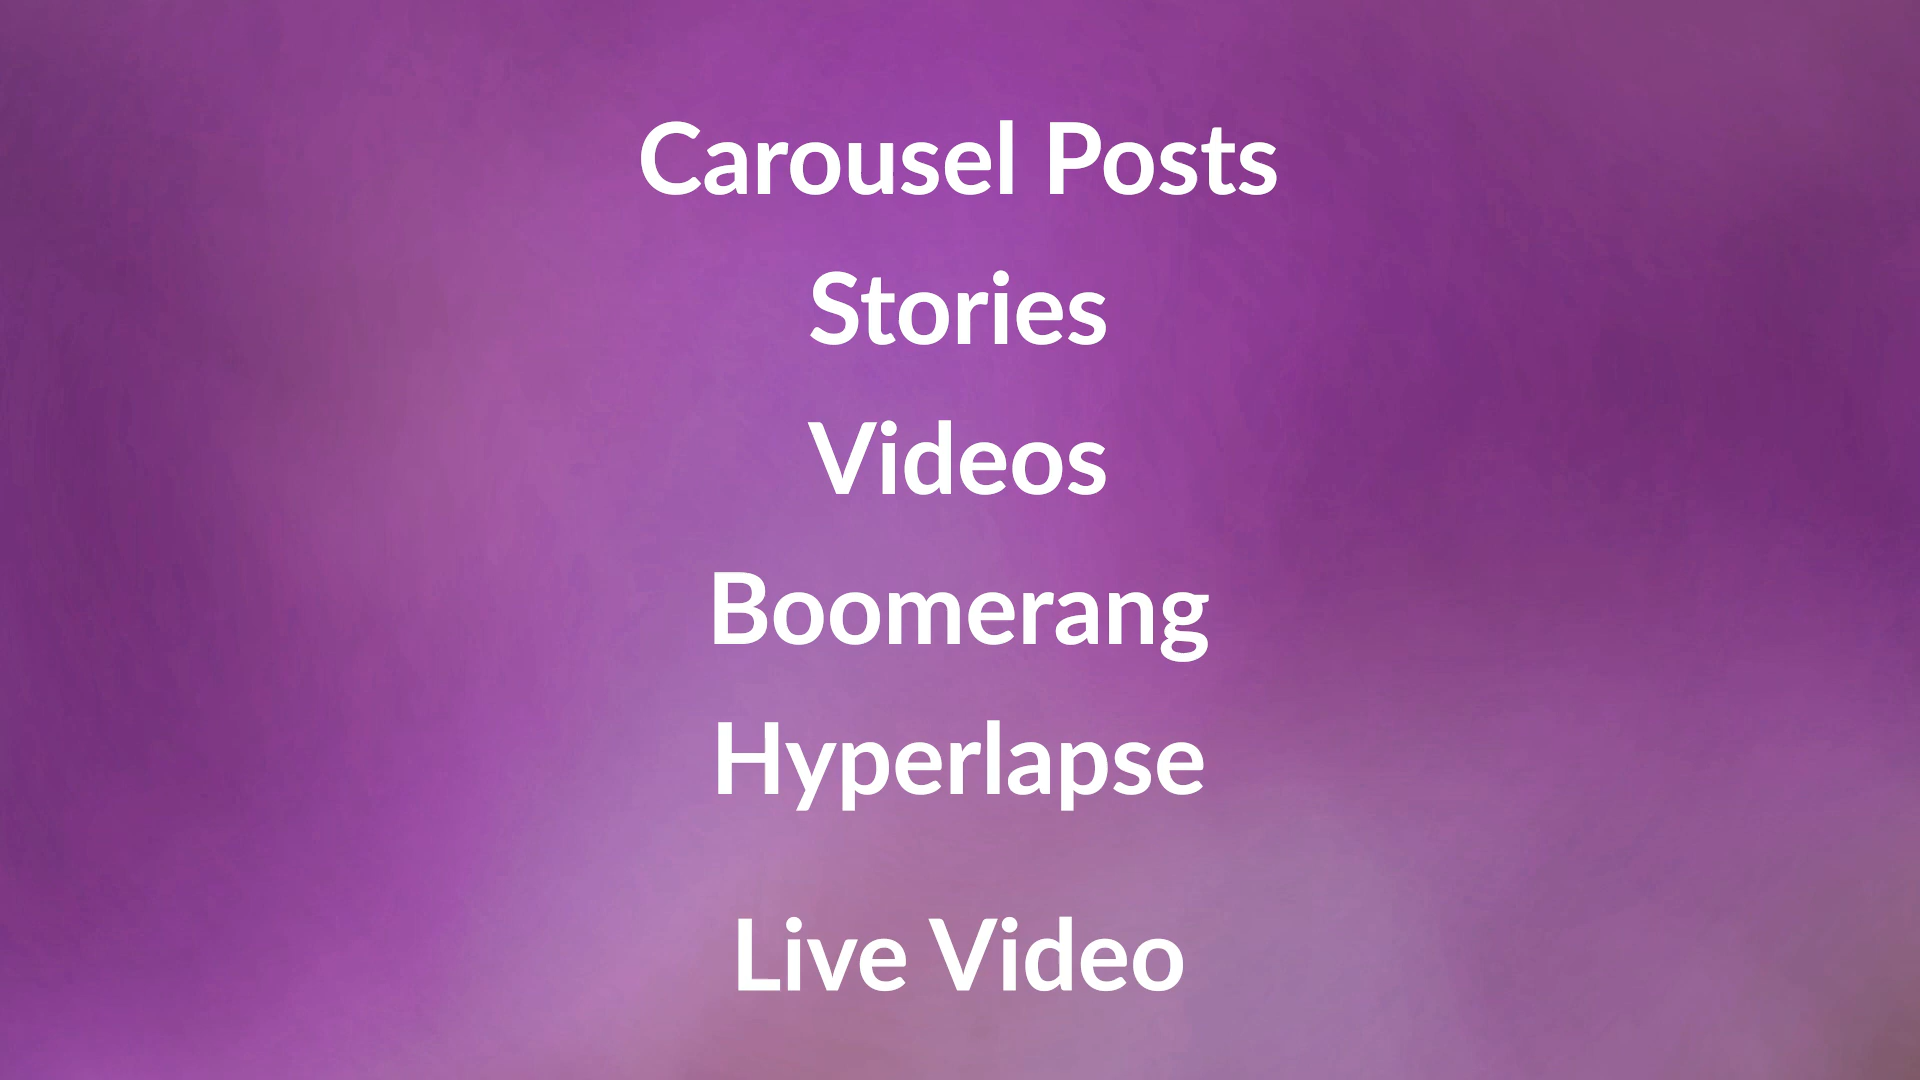 Carousel Posts
Stories
Videos
Boomerang
Hyperlapse
Live Video